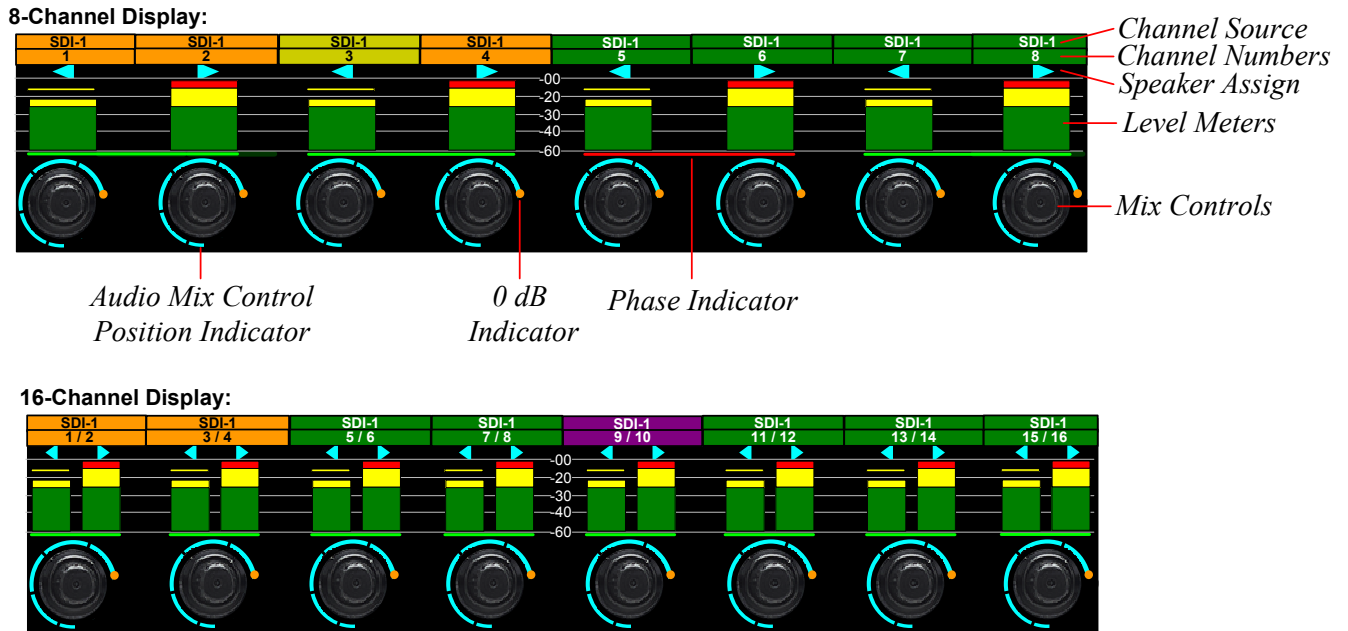 8-Channel Display:
SDI-1 SDI-1 SDI-1 SDI-1 SDI-1 SDI-1 SDI-1 SDI-1
1 2 3 4 5 6 7 8
Channel Source
Channel Numbers
Speaker Assign
-00
-20
-30
-40
-60
Level Meters
Mix Controls
Audio Mix Control
Position Indicator
0 dB
Indicator
Phase Indicator
16-Channel Display:
SDI-1 SDI-1 SDI-1 SDI-1 SDI-1 SDI-1 SDI-1 SDI-1
1 / 2 3 / 4 5 / 6 7 / 8 9 / 10 11 / 12 13 / 14 15 / 16
-00
-20
-30
-40
-60